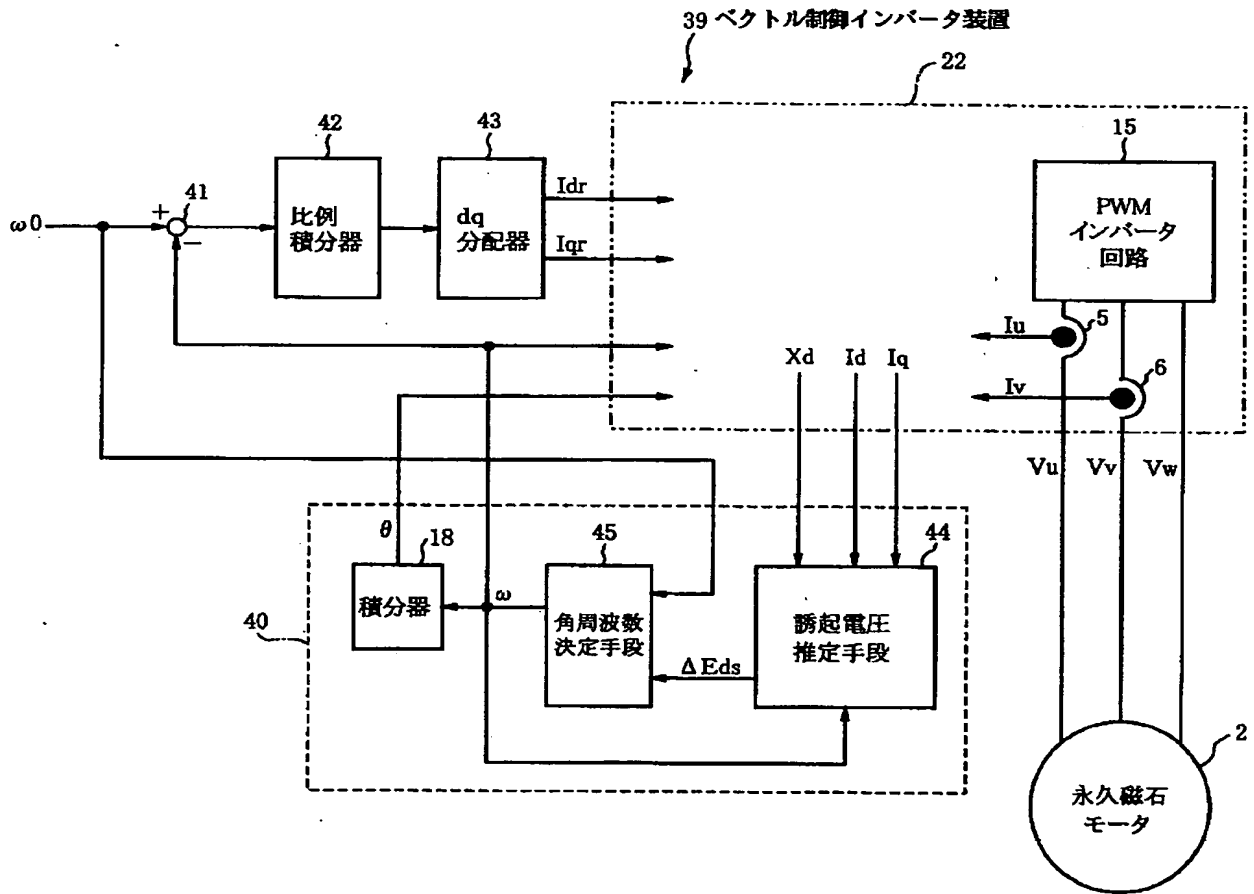 39 ベクトル制御インバータ装置
22
42
43
15
41
ω0
+
−
比例
積分器
dq
分配器
Idr
Iqr
PWM
インバータ
回路
Iu
5
Iv
6
Xd
Id
Iq
Vu
Vv
Vw
θ
18
45
44
40
積分器
ω
角周波数
決定手段
ΔEds
誘起電圧
推定手段
2
永久磁石
モータ